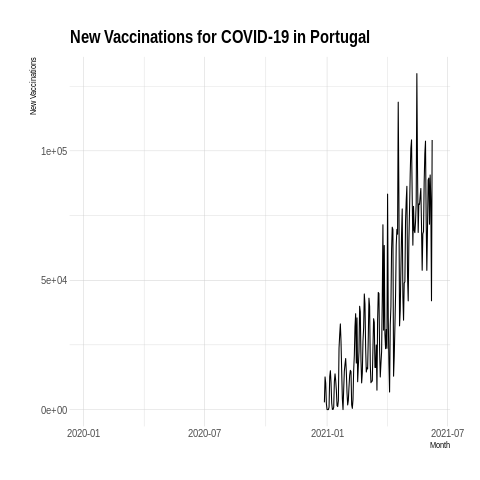 New Vaccinations for COVID-19 in Portugal
New Vaccinations
1e+05
5e+04
0e+00
2020-01 2020-07 2021-01 2021-07
Month